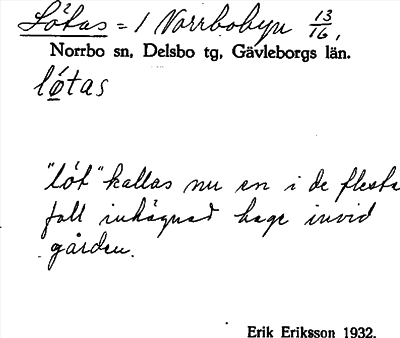 Lötas = 1 Norrbobyn 13/16,
Norrbo sn, Delsbo tg, Gävleborgs län.
løtas
"löt" kallas nu en i de flesta
fall inhägnad hage invid
gården.
Erik Eriksson 1932.